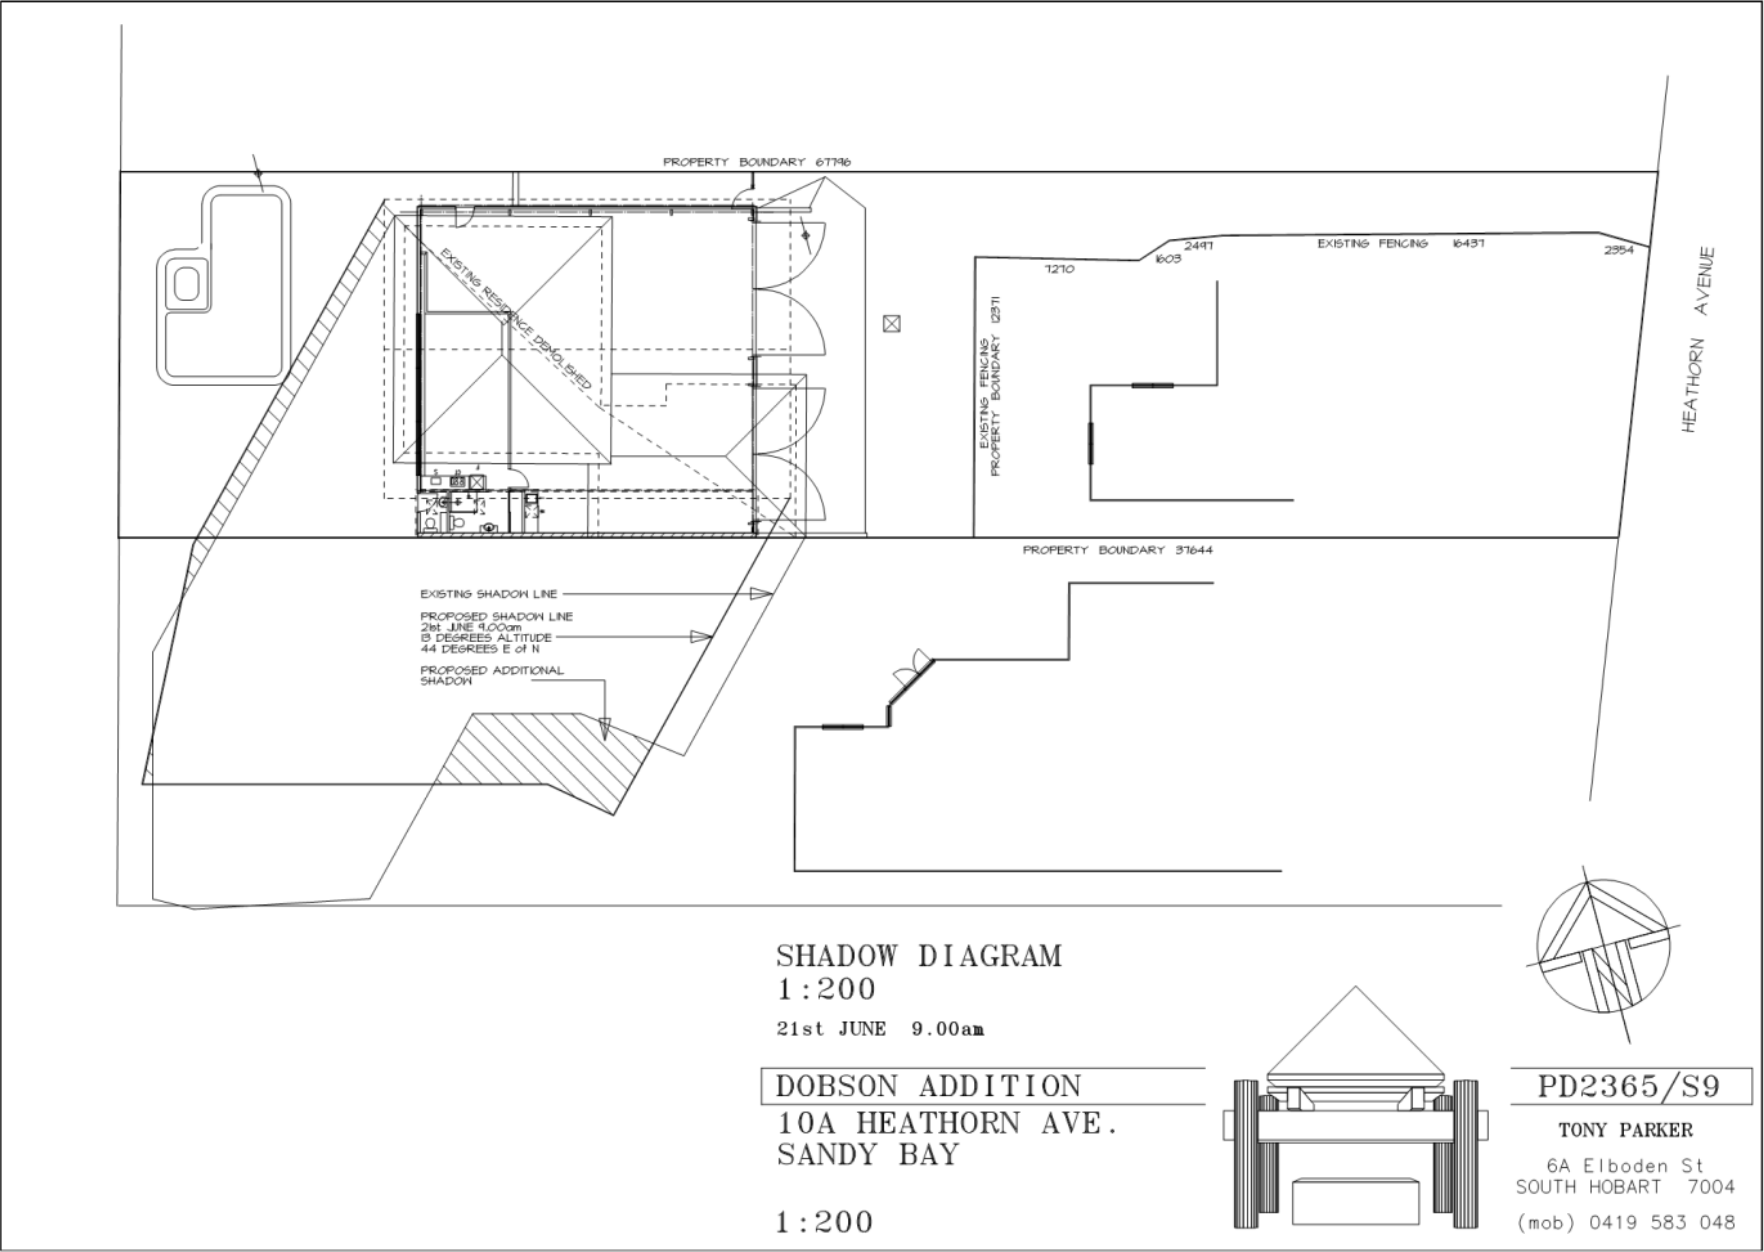 PROPERTY BOUNDARY 67796
EXISTING RESIDENCE DEMOLISHED
7270
1603
2497
EXISTING FENCING 16437
2354
EXISTING FENCING
PROPERTY BOUNDARY 12371
HEATHORN AVENUE
PROPERTY BOUNDARY 37644
EXISTING SHADOW LINE
PROPOSED SHADOW LINE
21st JUNE 9.00am
13 DEGREES ALTITUDE
44 DEGREES E of N
PROPOSED ADDITIONAL
SHADOW
SHADOW DIAGRAM
1:200
21st JUNE 9.00am
DOBSON ADDITION
10A HEATHORN AVE.
SANDY BAY
1:200
PD2365/S9
TONY PARKER
6A Elboden St
SOUTH HOBART 7004
(mob) 0419 583 048